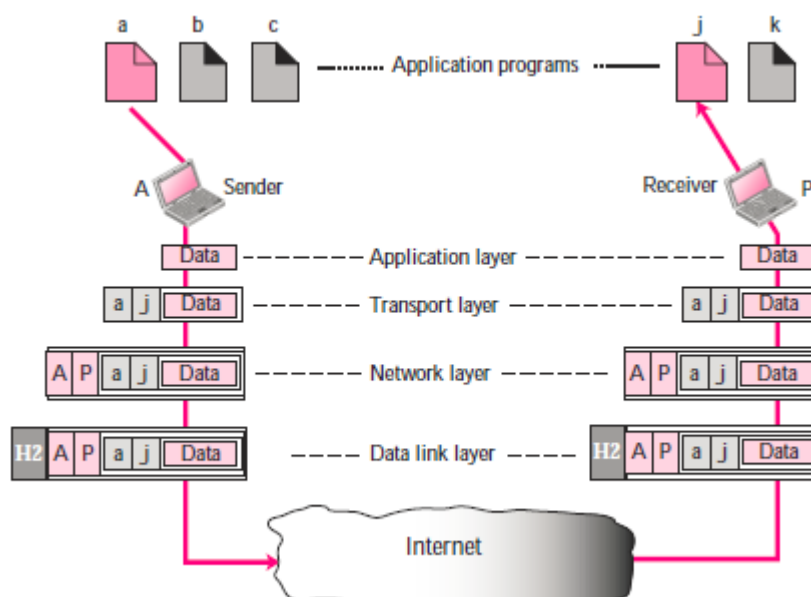 a b c j k
Application programs
A Sender Receiver P
Data Application layer Data
a j Data Transport layer a j Data
A P a j Data Network layer A P a j Data
H2 A P a j Data Data link layer H2 A P a j Data
Internet